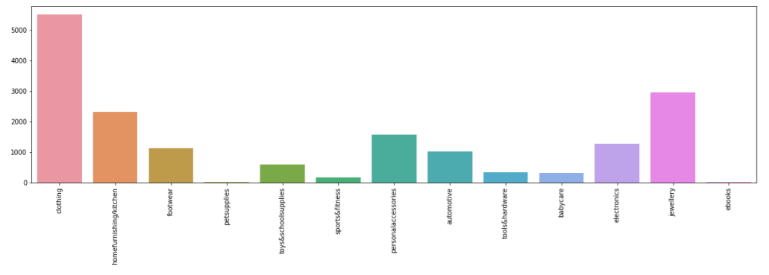 5000
4000
3000
2000
1000
0
clothing
homefurnishing/kitchen
footwear
petsupplies
toys&schoolsupplies
sports&fitness
personalaccessories
automotive
tools&hardware
babycare
electronics
jewellery
ebooks